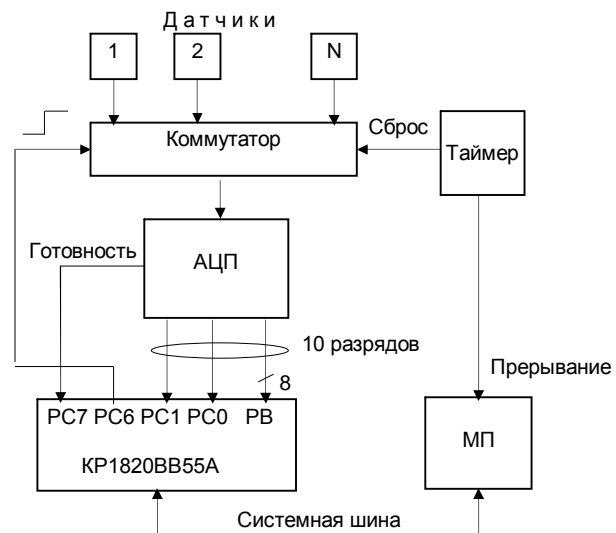 Д а т ч и к и
1
2
N
Сброс
Коммутатор
Таймер
Готовность
АЦП
10 разрядов
8
Прерывание
PC7 PC6 PC1 PC0 PB
МП
КР1820ВВ55А
Системная шина